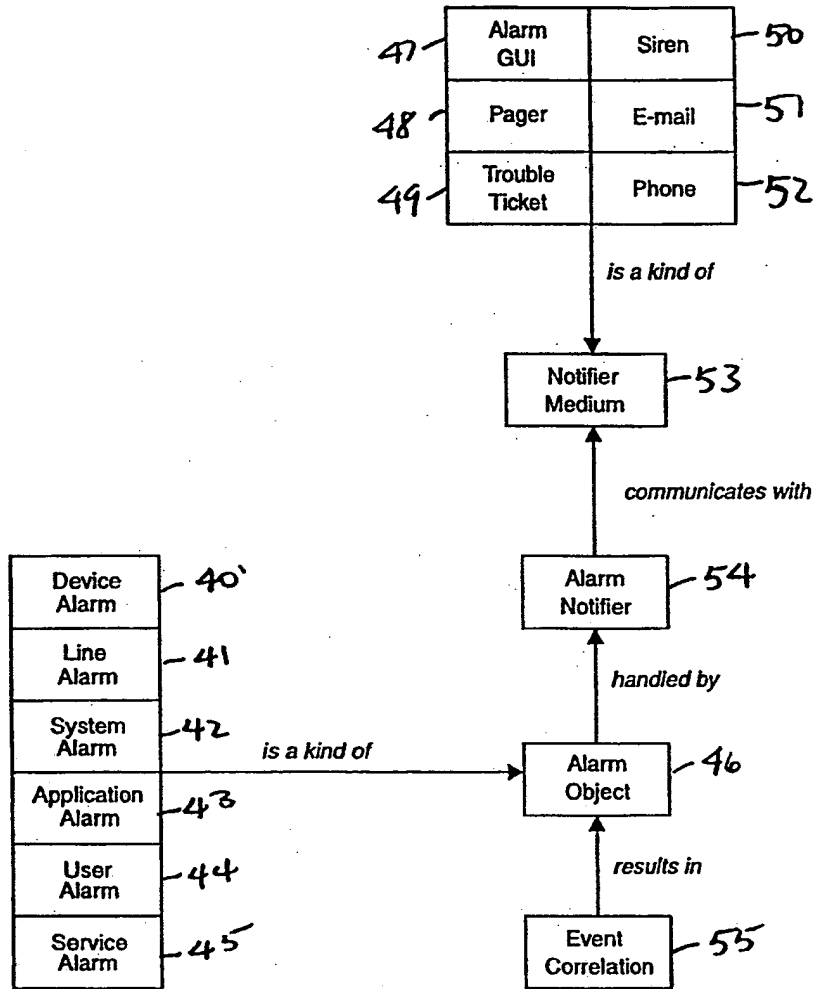 47
Alarm
GUI
Siren
50
48
Pager
E-mail
51
49
Trouble
Ticket
Phone
52
is a kind of
Notifier
Medium
53
communicates with
Device
Alarm
40'
Alarm
Notifier
54
Line
Alarm
41
handled by
System
Alarm
42
is a kind of
Alarm
Object
46
Application
Alarm
43
User
Alarm
44
results in
Service
Alarm
45
Event
Correlation
55